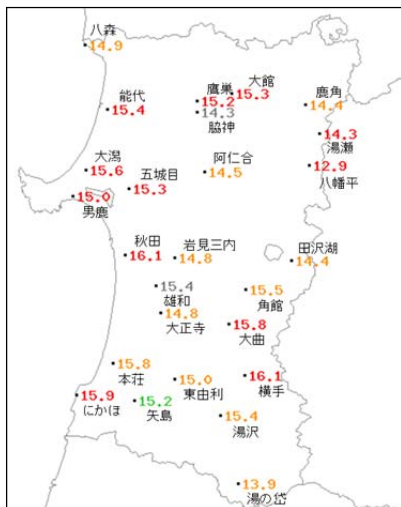 八森
14.9
大館
鷹巣
15.3
15.2
能代
15.4
14.3
脇神
鹿角
14.4
14.3
湯瀬
大潟
15.6
五城目
15.3
阿仁合
14.5
12.9
八幡平
15.0
男鹿
秋田
16.1
岩見三内
14.8
田沢湖
14.4
15.4
雄和
15.5
角館
14.8
大正寺
15.8
大曲
15.8
本荘
15.0
東由利
16.1
横手
15.9
にかほ
15.2
矢島
15.4
湯沢
13.9
湯の岱